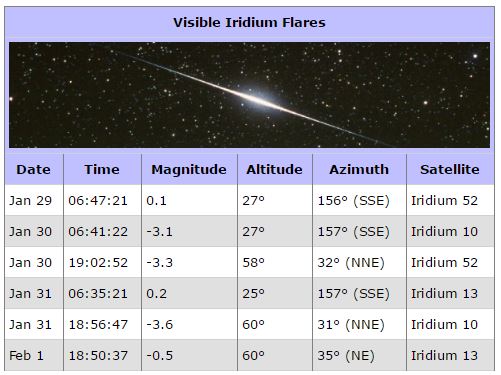 Visible Iridium Flares
Date Time Magnitude Altitude Azimuth Satellite
Jan 29 06:47:21 0.1 27° 156° (SSE) Iridium 52
Jan 30 06:41:22 -3.1 27° 157° (SSE) Iridium 10
Jan 30 19:02:52 -3.3 58° 32° (NNE) Iridium 52
Jan 31 06:35:21 0.2 25° 157° (SSE) Iridium 13
Jan 31 18:56:47 -3.6 60° 31° (NNE) Iridium 10
Feb 1 18:50:37 -0.5 60° 35° (NE) Iridium 13